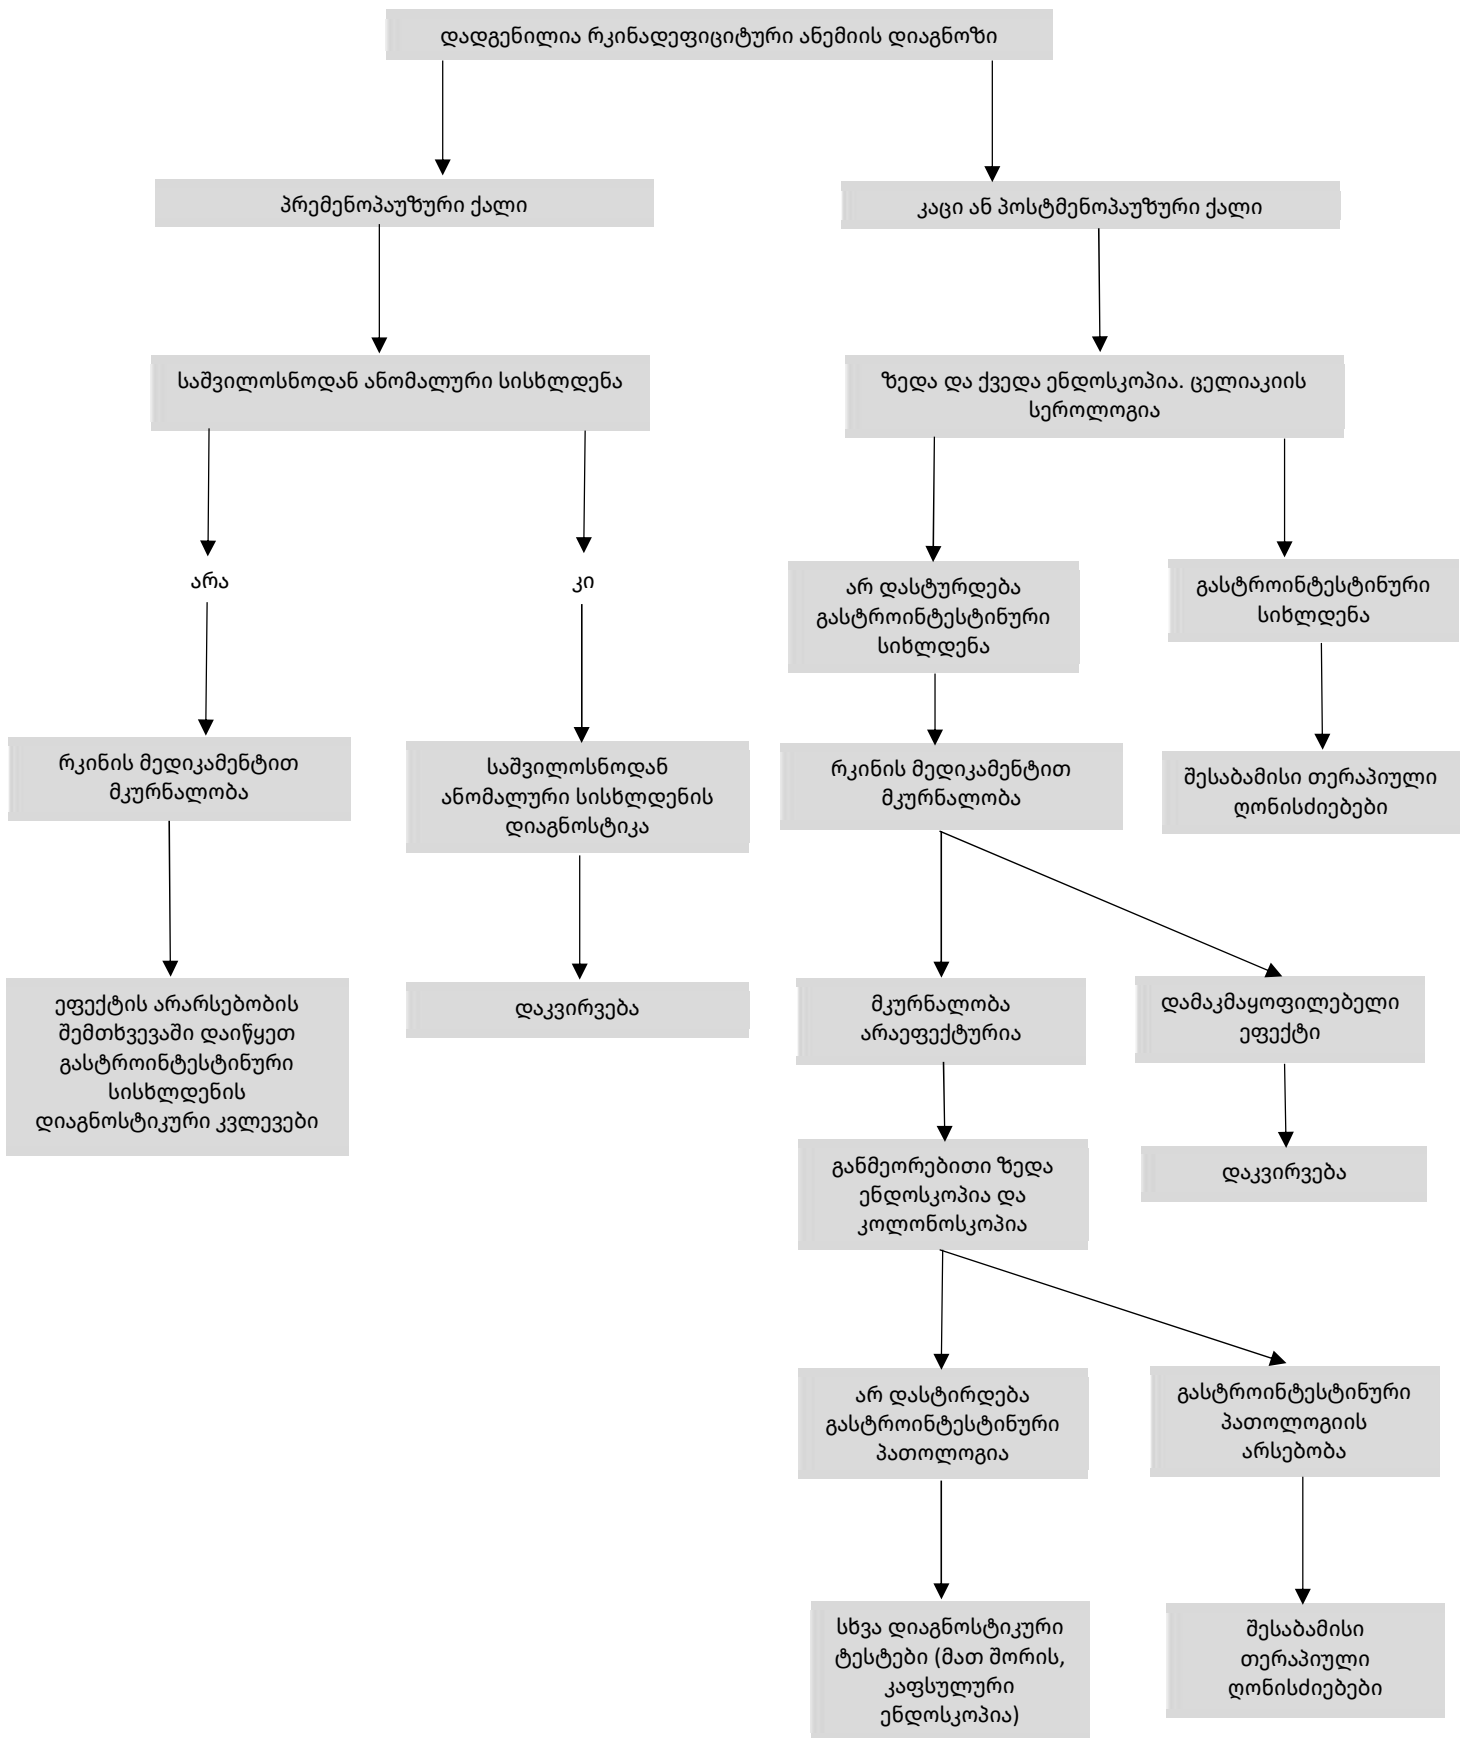 დადგენილია რკინადეფიციტური ანემიის დიაგნოზი
პრემენოპაუზური ქალი
კაცი ან პოსტმენოპაუზური ქალი
საშვილოსნოდან ანომალური სისხლდენა
ზედა და ქვედა ენდოსკოპია. ცელიაკიის
სეროლოგია
არა
კი
არ დასტურდება
გასტროინტესტინური
სიხლდენა
გასტროინტესტინური
სიხლდენა
რკინის მედიკამენტით
მკურნალობა
საშვილოსნოდან
ანომალური სისხლდენის
დიაგნოსტიკა
რკინის მედიკამენტით
მკურნალობა
შესაბამისი თერაპიული
ღონისძიებები
ეფექტის არარსებობის
შემთხვევაში დაიწყეთ
გასტროინტესტინური
სისხლდენის
დიაგნოსტიკური კვლევები
დაკვირვება
მკურნალობა
არაეფექტურია
დამაკმაყოფილებელი
ეფექტი
განმეორებითი ზედა
ენდოსკოპია და
კოლონოსკოპია
დაკვირვება
არ დასტირდება
გასტროინტესტინური
პათოლოგია
გასტროინტესტინური
პათოლოგიის
არსებობა
სხვა დიაგნოსტიკური
ტესტები (მათ შორის,
კაფსულური
ენდოსკოპია)
შესაბამისი
თერაპიული
ღონისძიებები